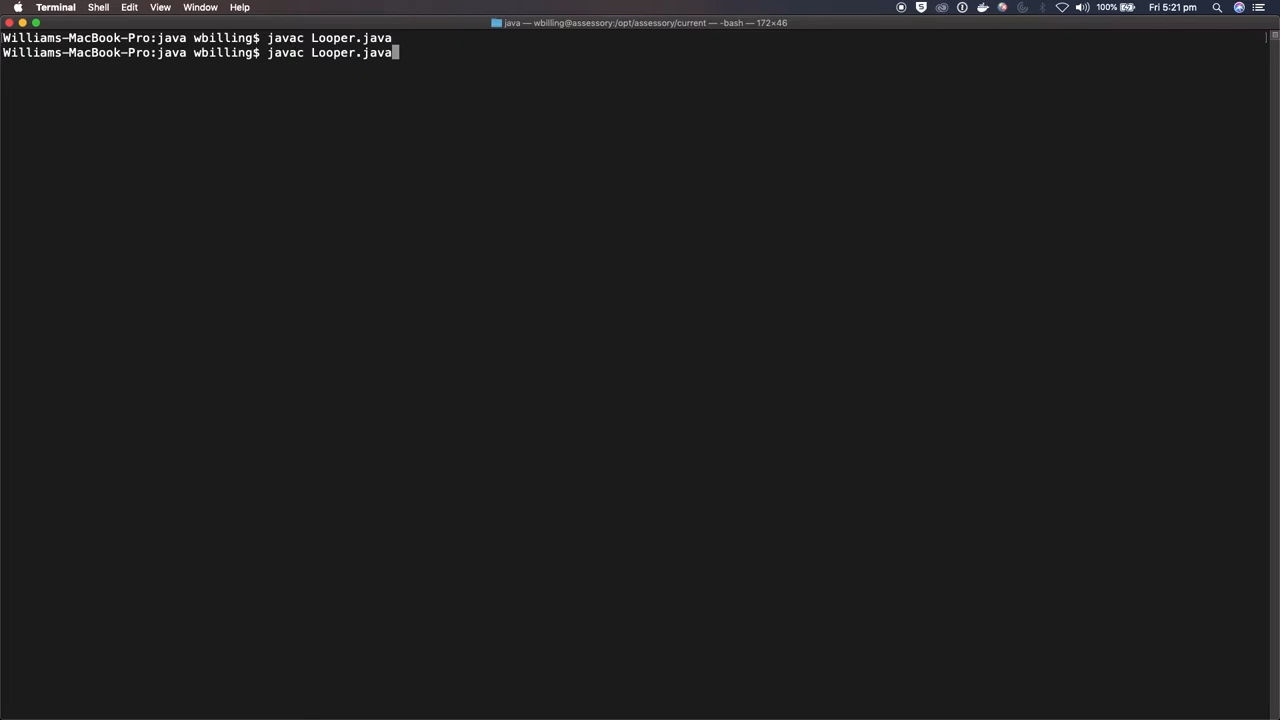 Terminal Shell Edit View Window Help 100% Fri 5:21 pm
java — wbilling@assessory:/opt/assessory/current — -bash — 172×46
Williams-MacBook-Pro:java wbilling$ javac Looper.java
Williams-MacBook-Pro:java wbilling$ javac Looper.java